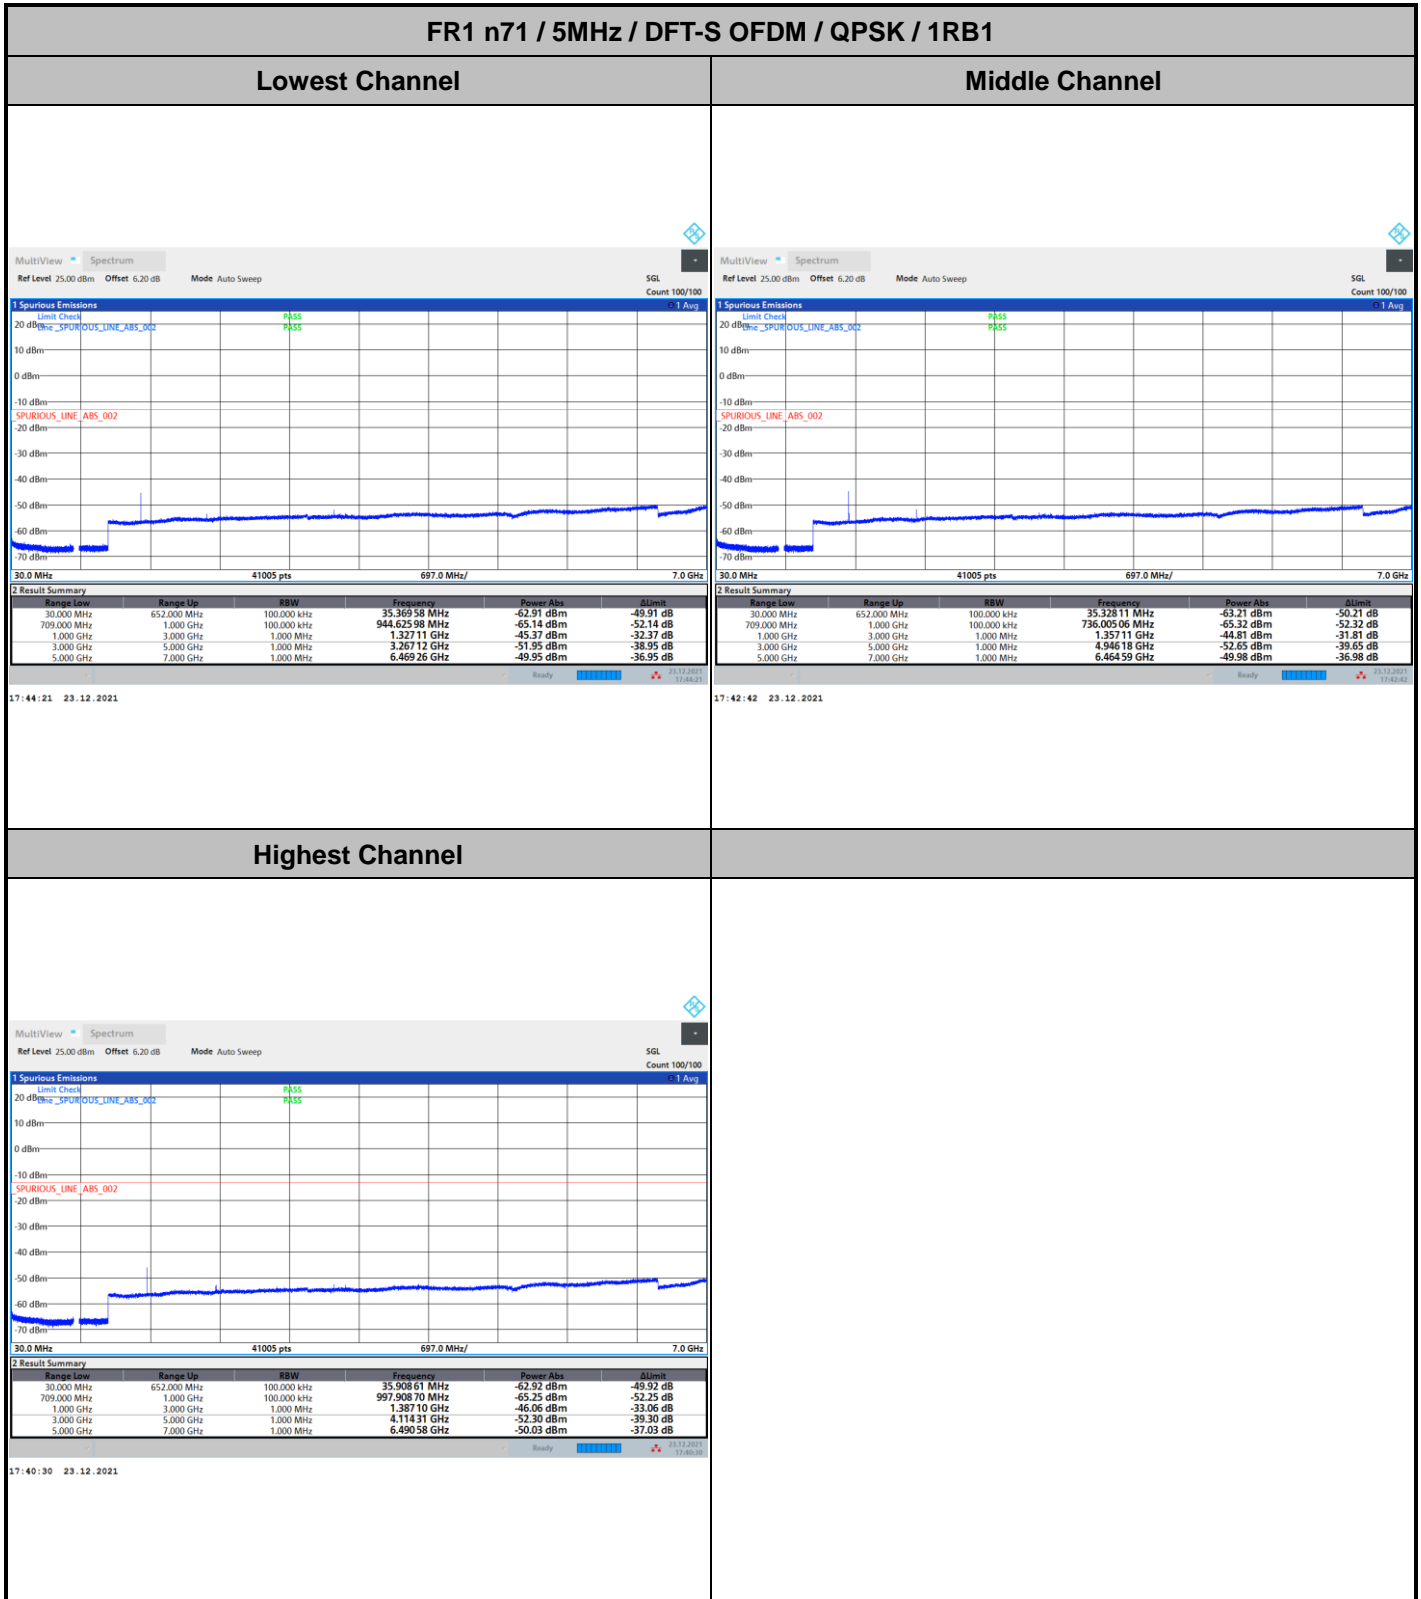 FR1 n71 / 5MHz / DFT-S OFDM / QPSK / 1RB1
Lowest Channel
Middle Channel
MultiView Spectrum
Ref Level 25.00 dBm Offset 6.20 dB Mode Auto Sweep SGL
Count 100/100
1 Spurious Emissions 1 Avg
Limit Check PASS
20 dBm Line _SPURIOUS_LINE_ABS_002 PASS
10 dBm
0 dBm
-10 dBm
_SPURIOUS_LINE_ABS_002
-20 dBm
-30 dBm
-40 dBm
-50 dBm
-60 dBm
-70 dBm
30.0 MHz 41005 pts 697.0 MHz/ 7.0 GHz
2 Result Summary
Range Low Range Up RBW Frequency Power Abs ΔLimit
30.000 MHz 652.000 MHz 100.000 kHz 35.369 58 MHz -62.91 dBm -49.91 dB
709.000 MHz 1.000 GHz 100.000 kHz 944.625 98 MHz -65.14 dBm -52.14 dB
1.000 GHz 3.000 GHz 1.000 MHz 1.327 11 GHz -45.37 dBm -32.37 dB
3.000 GHz 5.000 GHz 1.000 MHz 3.267 12 GHz -51.95 dBm -38.95 dB
5.000 GHz 7.000 GHz 1.000 MHz 6.469 26 GHz -49.95 dBm -36.95 dB
Ready 23.12.2021
17:44:21
17:44:21 23.12.2021
MultiView Spectrum
Ref Level 25.00 dBm Offset 6.20 dB Mode Auto Sweep SGL
Count 100/100
1 Spurious Emissions 1 Avg
Limit Check PASS
20 dBm Line _SPURIOUS_LINE_ABS_002 PASS
10 dBm
0 dBm
-10 dBm
_SPURIOUS_LINE_ABS_002
-20 dBm
-30 dBm
-40 dBm
-50 dBm
-60 dBm
-70 dBm
30.0 MHz 41005 pts 697.0 MHz/ 7.0 GHz
2 Result Summary
Range Low Range Up RBW Frequency Power Abs ΔLimit
30.000 MHz 652.000 MHz 100.000 kHz 35.328 11 MHz -63.21 dBm -50.21 dB
709.000 MHz 1.000 GHz 100.000 kHz 736.005 06 MHz -65.32 dBm -52.32 dB
1.000 GHz 3.000 GHz 1.000 MHz 1.357 11 GHz -44.81 dBm -31.81 dB
3.000 GHz 5.000 GHz 1.000 MHz 4.946 18 GHz -52.65 dBm -39.65 dB
5.000 GHz 7.000 GHz 1.000 MHz 6.464 59 GHz -49.98 dBm -36.98 dB
Ready 23.12.2021
17:42:42
17:42:42 23.12.2021
Highest Channel
MultiView Spectrum
Ref Level 25.00 dBm Offset 6.20 dB Mode Auto Sweep SGL
Count 100/100
1 Spurious Emissions 1 Avg
Limit Check PASS
20 dBm Line _SPURIOUS_LINE_ABS_002 PASS
10 dBm
0 dBm
-10 dBm
_SPURIOUS_LINE_ABS_002
-20 dBm
-30 dBm
-40 dBm
-50 dBm
-60 dBm
-70 dBm
30.0 MHz 41005 pts 697.0 MHz/ 7.0 GHz
2 Result Summary
Range Low Range Up RBW Frequency Power Abs ΔLimit
30.000 MHz 652.000 MHz 100.000 kHz 35.908 61 MHz -62.92 dBm -49.92 dB
709.000 MHz 1.000 GHz 100.000 kHz 997.908 70 MHz -65.25 dBm -52.25 dB
1.000 GHz 3.000 GHz 1.000 MHz 1.387 10 GHz -46.06 dBm -33.06 dB
3.000 GHz 5.000 GHz 1.000 MHz 4.114 31 GHz -52.30 dBm -39.30 dB
5.000 GHz 7.000 GHz 1.000 MHz 6.490 58 GHz -50.03 dBm -37.03 dB
Ready 23.12.2021
17:40:30
17:40:30 23.12.2021